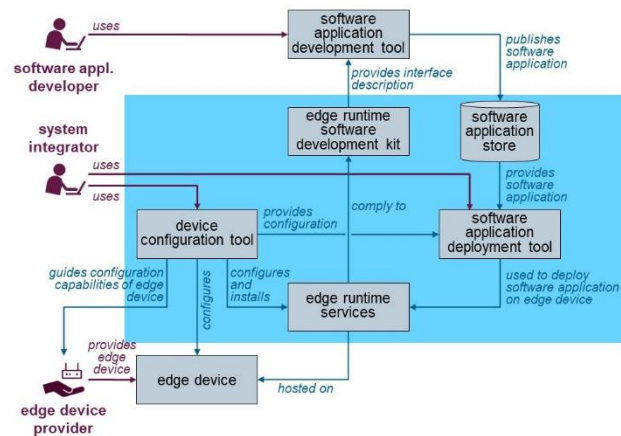 uses
software
application
development tool
publishes
software
application
software appl.
developer
provides interface
description
system
integrator
edge runtime
software
development kit
software
application
store
uses
uses
provides
software
application
device
configuration tool
provides
configuration
comply to
software
application
deployment tool
guides configuration
capabilities of edge
device
configures
configures
and
installs
edge runtime
services
used to deploy
software application
on edge device
provides
edge
device
edge device
hosted on
edge device
provider